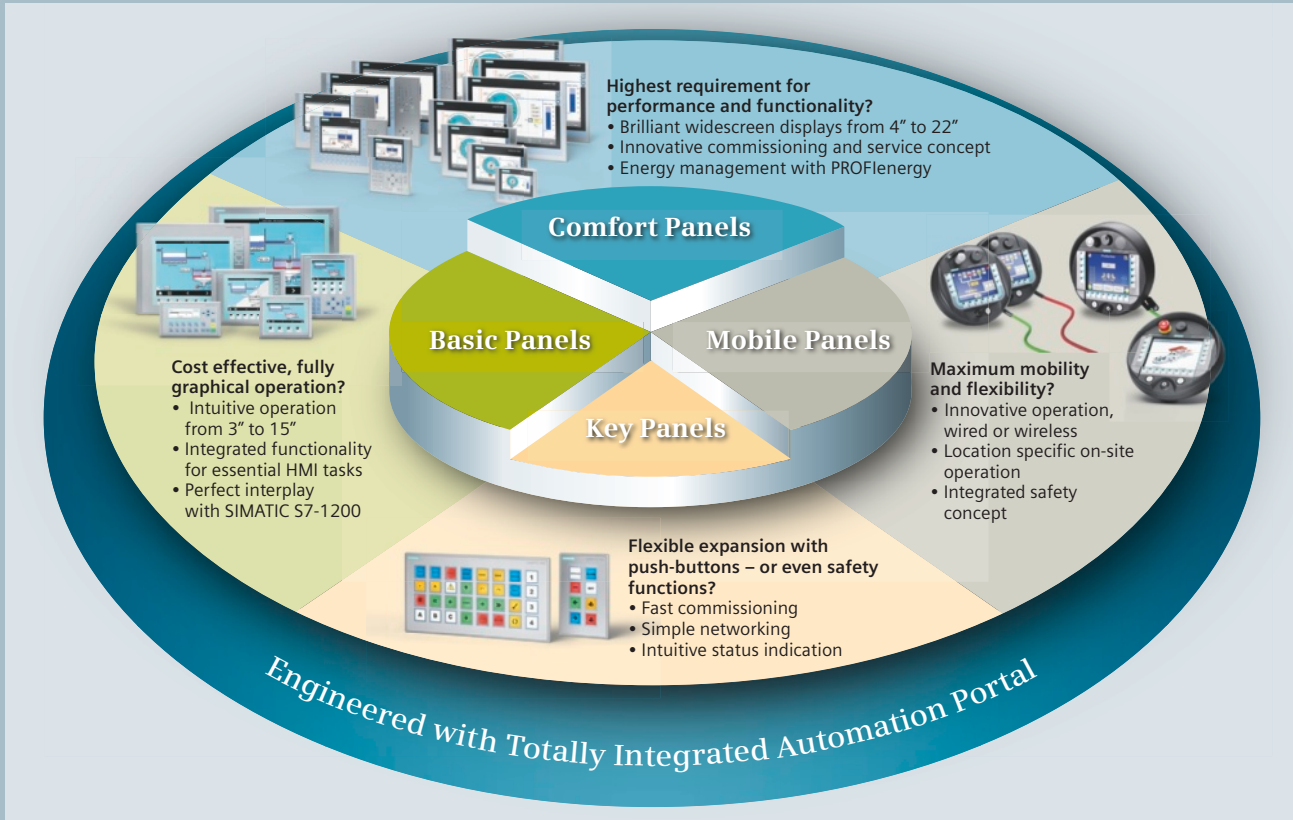 Highest requirement for
performance and functionality?
• Brilliant widescreen displays from 4” to 22”
• Innovative commissioning and service concept
• Energy management with PROFIenergy
Comfort Panels
Basic Panels
Mobile Panels
Key Panels
Cost effective, fully
graphical operation?
• Intuitive operation
from 3” to 15”
• Integrated functionality
for essential HMI tasks
• Perfect interplay
with SIMATIC S7-1200
Maximum mobility
and flexibility?
• Innovative operation,
wired or wireless
• Location specific on-site
operation
• Integrated safety
concept
Flexible expansion with
push-buttons – or even safety
functions?
• Fast commissioning
• Simple networking
• Intuitive status indication
1
2
3
A B C 4
Engineered with Totally Integrated Automation Portal